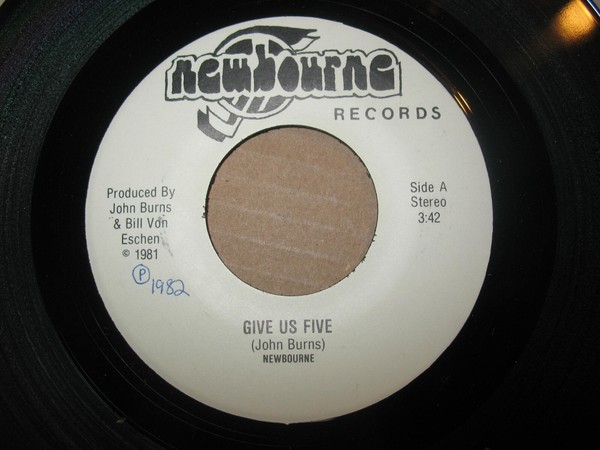 newbourne
RECORDS
Produced By
John Burns
& Bill Von
Eschen
© 1981
℗ 1982
Side A
Stereo
3:42
GIVE US FIVE
(John Burns)
NEWBOURNE